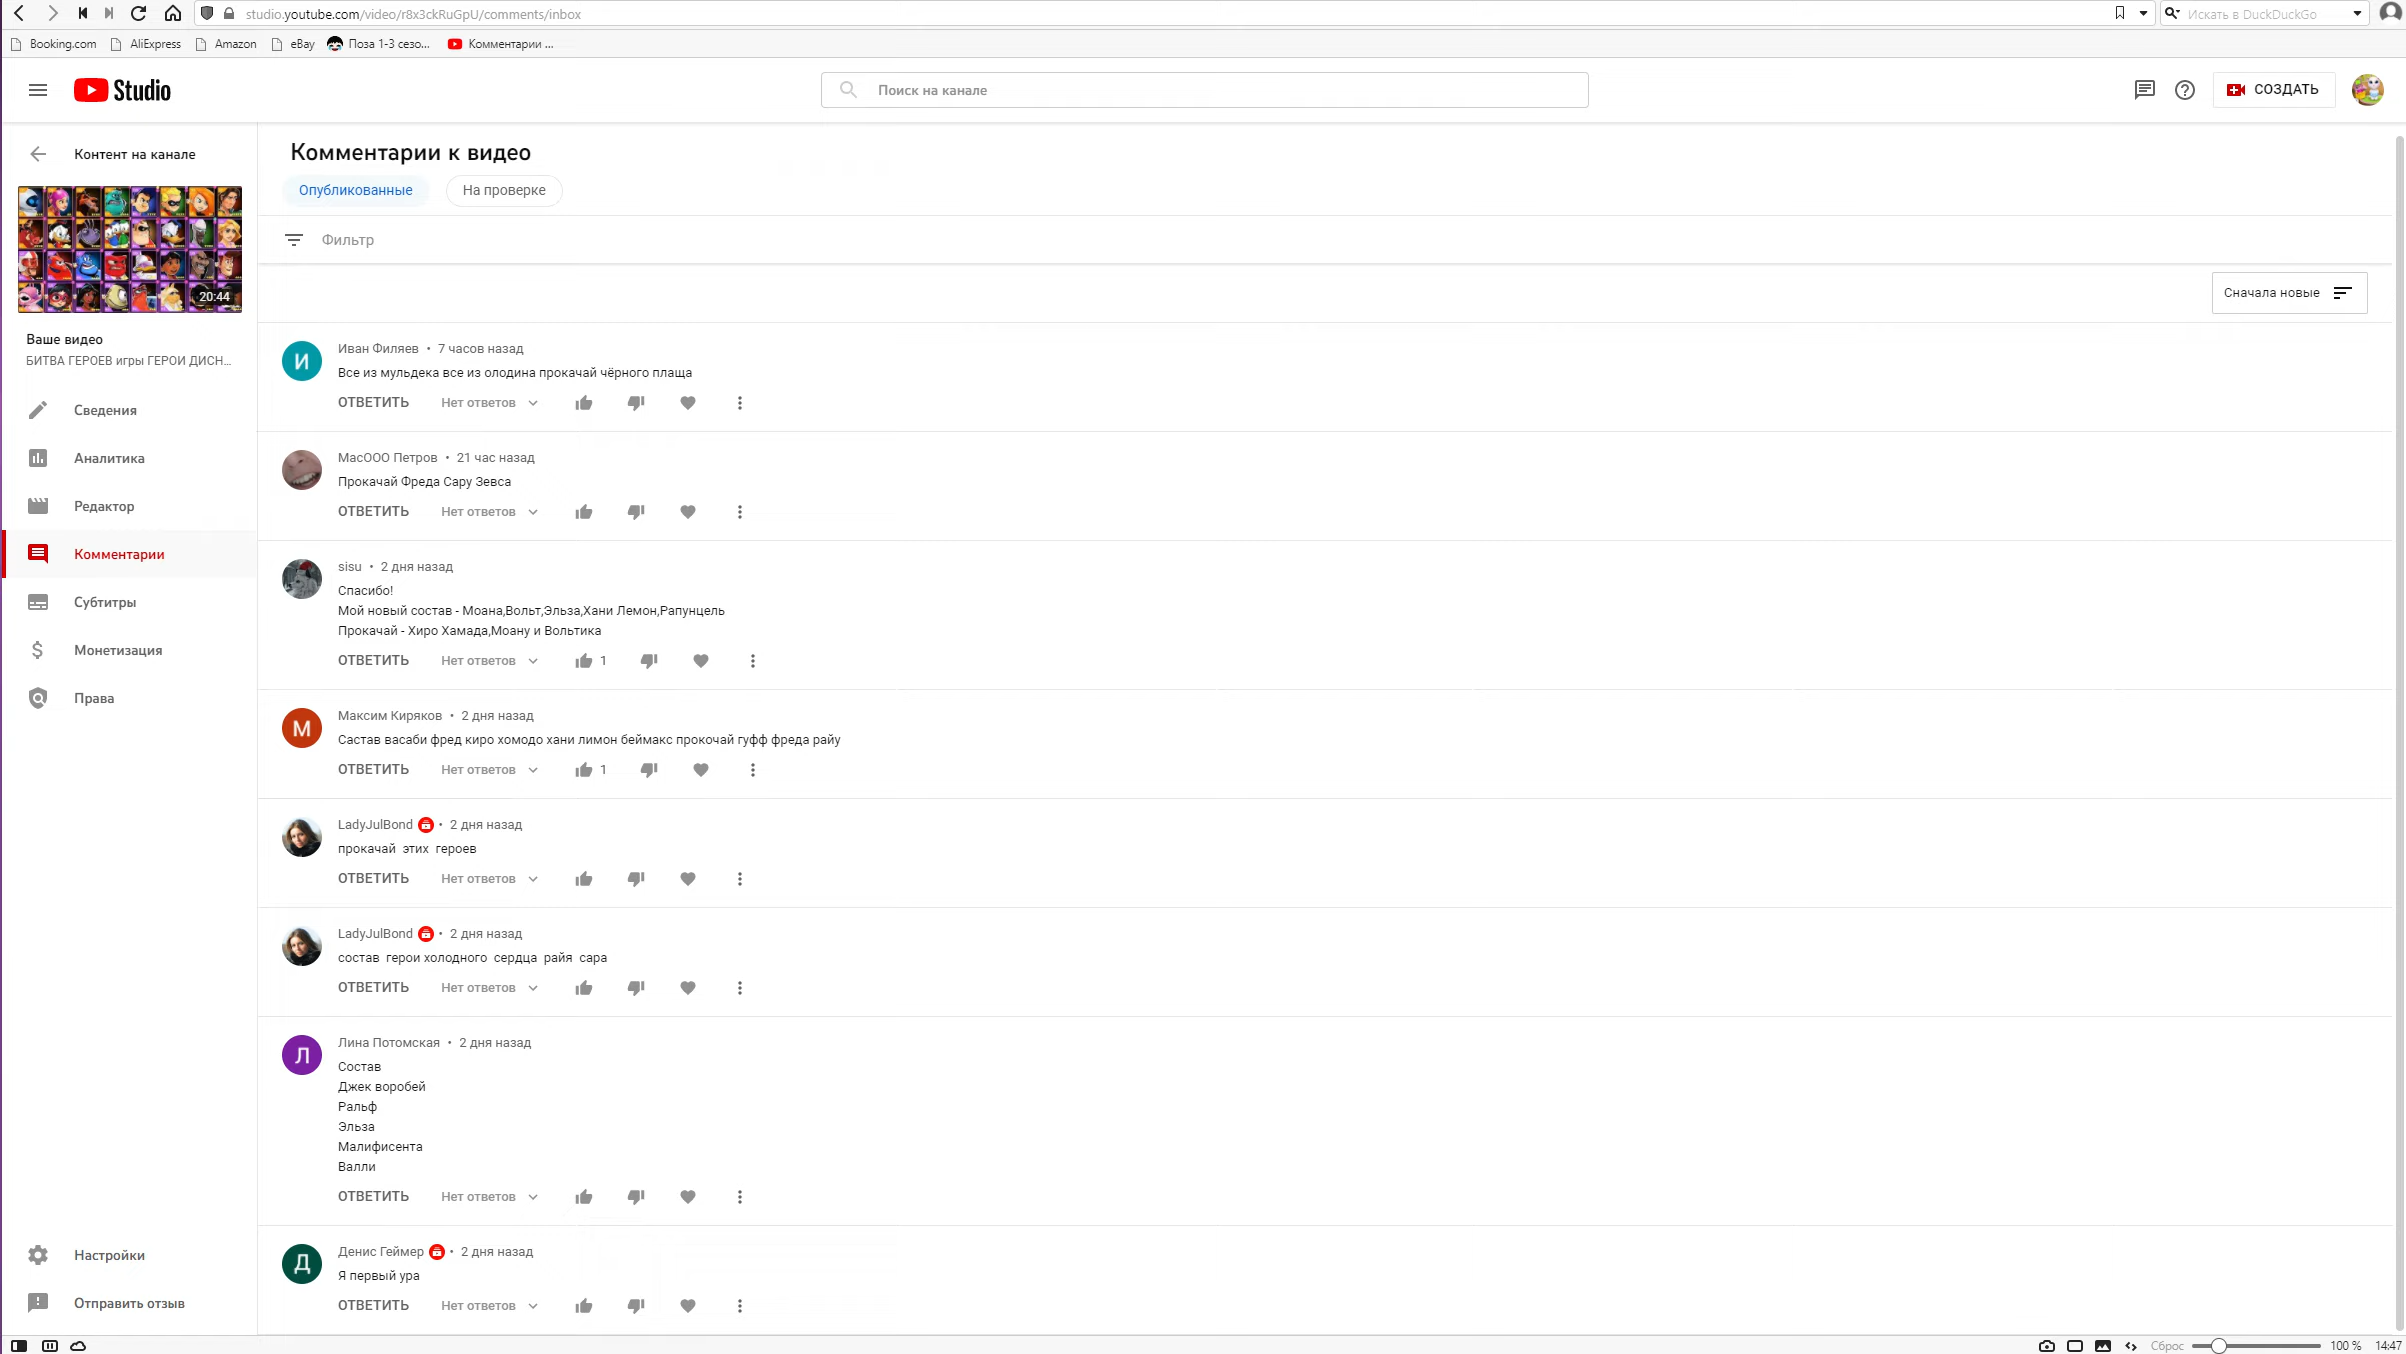 studio.youtube.com/video/r8x3ckRuGpU/comments/inbox
Искать в DuckDuckGo
Booking.com
AliExpress
Amazon
eBay
Поза 1-3 сезо...
Комментарии ...
Studio
Поиск на канале
СОЗДАТЬ
Контент на канале
20:44
Ваше видео
БИТВА ГЕРОЕВ игры ГЕРОИ ДИСН...
Сведения
Аналитика
Редактор
Комментарии
Субтитры
Монетизация
Права
Настройки
Отправить отзыв
Комментарии к видео
Опубликованные
На проверке
Фильтр
Сначала новые
И
Иван Филяев • 7 часов назад
Все из мульдека все из олодина прокачай чёрного плаща
ОТВЕТИТЬ Нет ответов
МасООО Петров • 21 час назад
Прокачай Фреда Сару Зевса
ОТВЕТИТЬ Нет ответов
sisu • 2 дня назад
Спасибо!
Мой новый состав - Моана,Вольт,Эльза,Хани Лемон,Рапунцель
Прокачай - Хиро Хамада,Моану и Вольтика
ОТВЕТИТЬ Нет ответов 1
М
Максим Киряков • 2 дня назад
Састав васаби фред киро хомодо хани лимон беймакс прокочай гуфф фреда райу
ОТВЕТИТЬ Нет ответов 1
LadyJulBond • 2 дня назад
прокачай этих героев
ОТВЕТИТЬ Нет ответов
LadyJulBond • 2 дня назад
состав герои холодного сердца райя сара
ОТВЕТИТЬ Нет ответов
Л
Лина Потомская • 2 дня назад
Состав
Джек воробей
Ральф
Эльза
Малифисента
Валли
ОТВЕТИТЬ Нет ответов
Д
Денис Геймер • 2 дня назад
Я первый ура
ОТВЕТИТЬ Нет ответов
Сброс
100 %
14:47